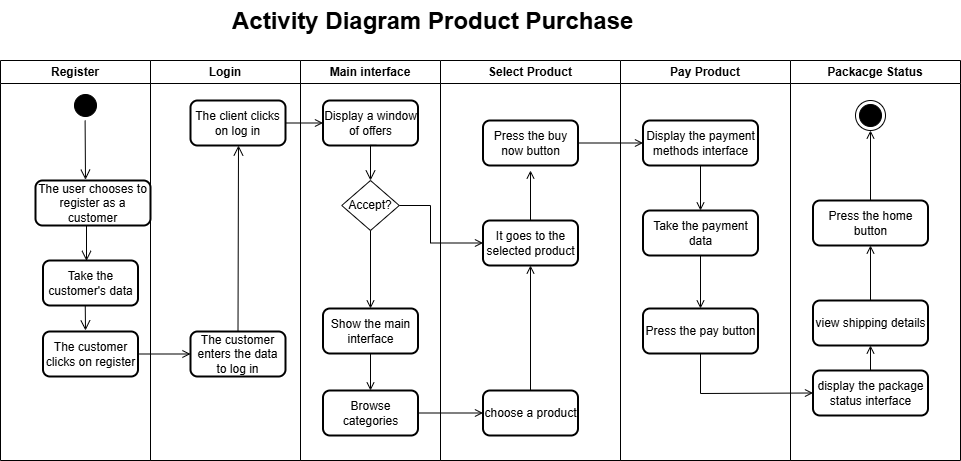 Activity Diagram Product Purchase
Register
Login
Main interface
Select Product
Pay Product
Packacge Status
The user chooses to
register as a
customer
Take the
customer's data
The customer
clicks on register
The client clicks
on log in
The customer
enters the data
to log in
Display a window
of offers
Accept?
Show the main
interface
Browse
categories
Press the buy
now button
It goes to the
selected product
choose a product
Display the payment
methods interface
Take the payment
data
Press the pay button
Press the home
button
view shipping details
display the package
status interface